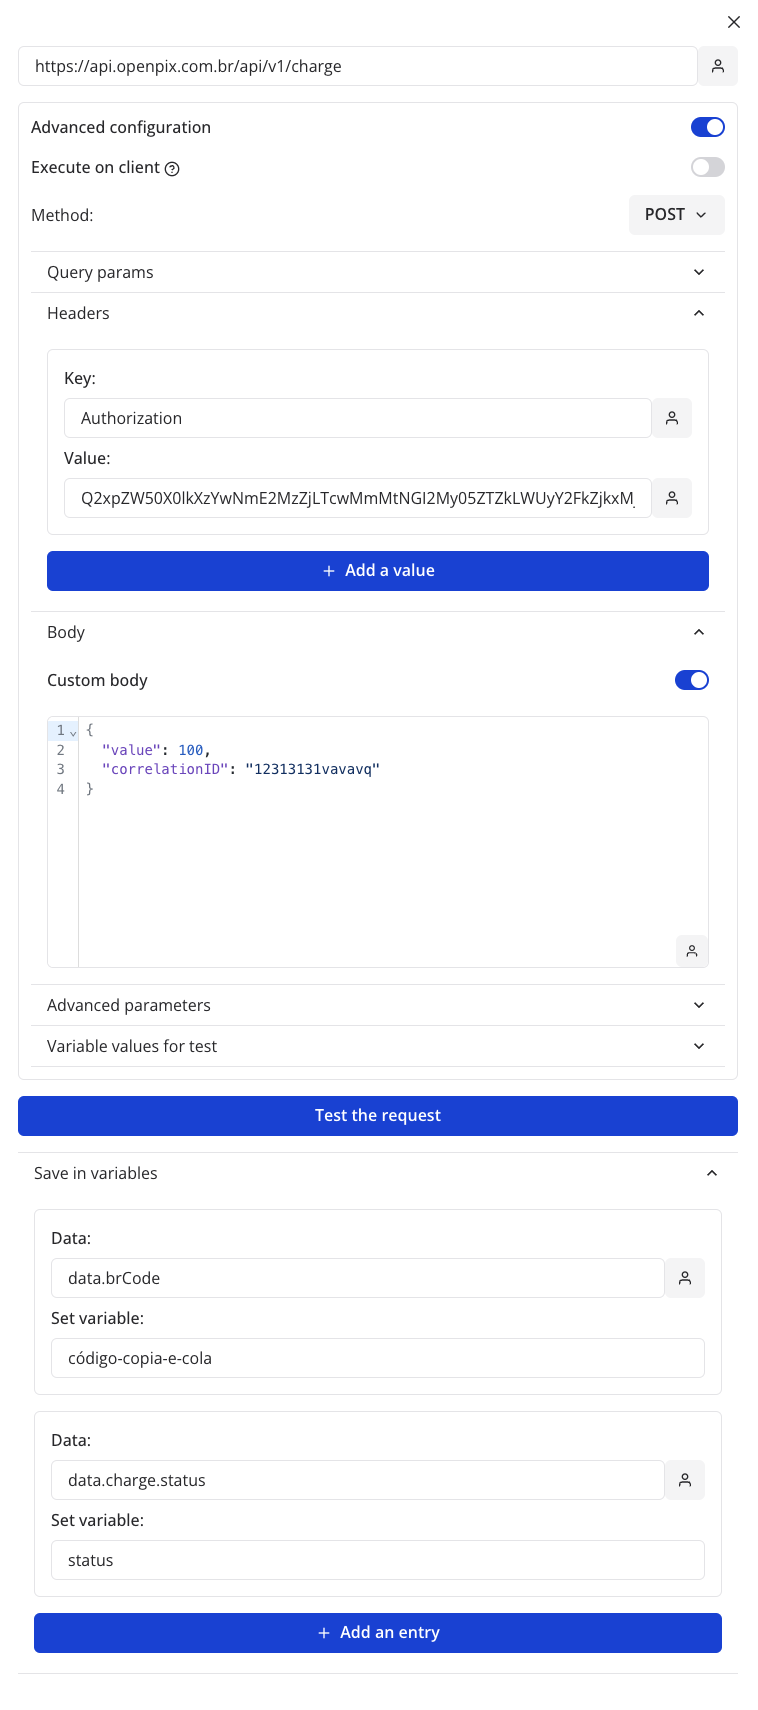 https://api.openpix.com.br/api/v1/charge
Advanced configuration
Execute on client
Method:
POST
Query params
Headers
Key:
Authorization
Value:
Q2xpZW50X0lkXzYwNmE2MzZjLTcwMmMtNGI2My05ZTZkLWUyY2FkZjkxM
+ Add a value
Body
Custom body
1 {
2 "value": 100,
3 "correlationID": "12313131vavavq"
4 }
Advanced parameters
Variable values for test
Test the request
Save in variables
Data:
data.brCode
Set variable:
código-copia-e-cola
Data:
data.charge.status
Set variable:
status
+ Add an entry